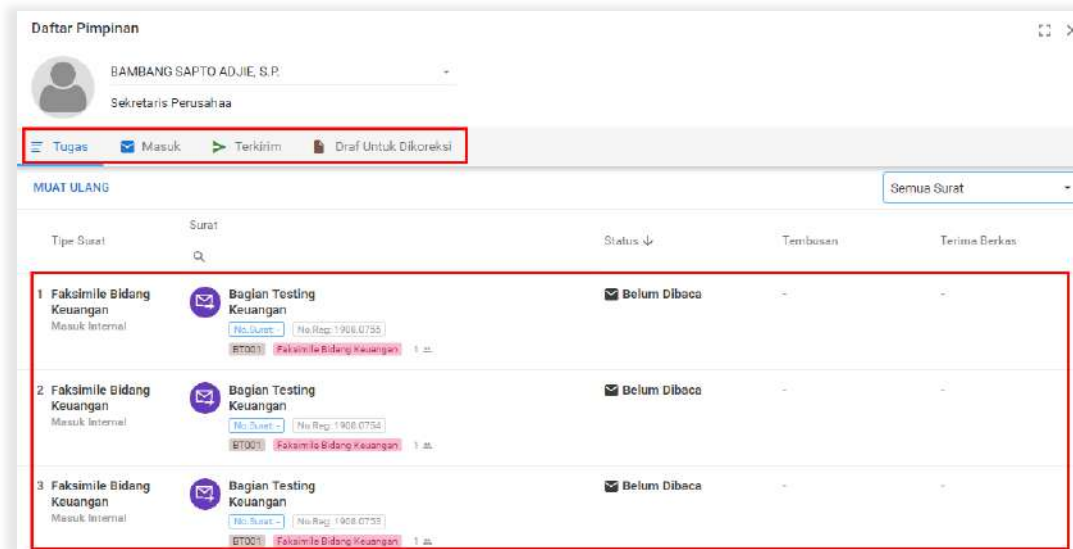 Daftar Pimpinan
BAMBANG SAPTO ADJIE, S.P.
Sekretaris Perusahaa
Tugas Masuk Terkirim Draf Untuk Dikoreksi
MUAT ULANG Semua Surat
Tipe Surat Surat Status Tembusan Terima Berkas
1 Faksimile Bidang Keuangan
Masuk Internal
Bagian Testing
Keuangan
No.Surat: - No.Reg: 1908.0755
BT001 Faksimile Bidang Keuangan 1
Belum Dibaca - -
2 Faksimile Bidang Keuangan
Masuk Internal
Bagian Testing
Keuangan
No.Surat: - No.Reg: 1908.0754
BT001 Faksimile Bidang Keuangan 1
Belum Dibaca - -
3 Faksimile Bidang Keuangan
Masuk Internal
Bagian Testing
Keuangan
No.Surat: - No.Reg: 1908.0753
BT001 Faksimile Bidang Keuangan 1
Belum Dibaca - -